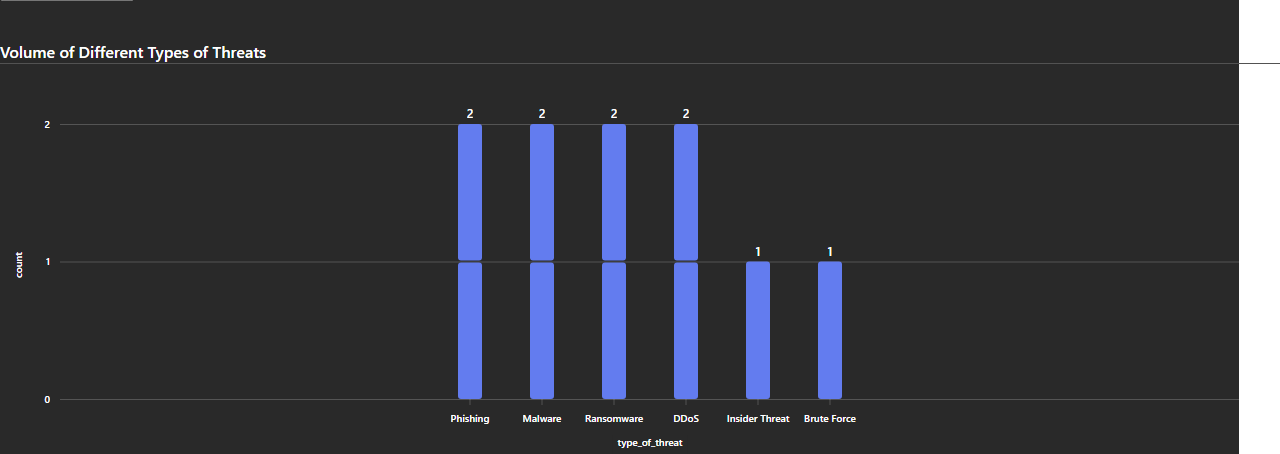 Volume of Different Types of Threats
2 2 2 2
2
1 1
count
1
0
Phishing Malware Ransomware DDoS Insider Threat Brute Force
type_of_threat